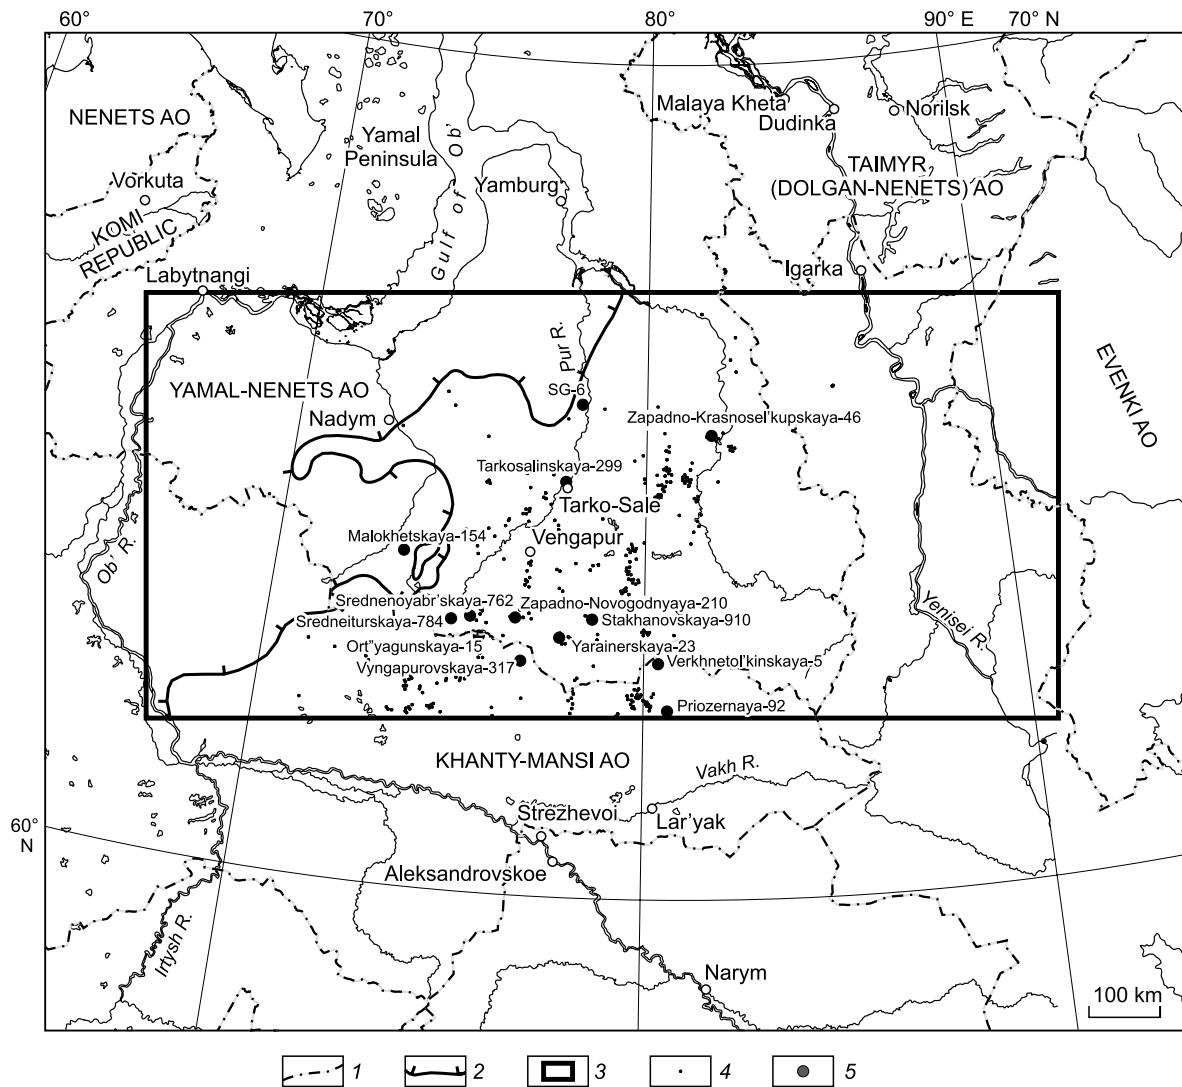 60°
70°
80°
90° E
70° N
NENETS AO
Vorkuta
KOMI
REPUBLIC
Labytnangi
Yamal
Peninsula
Gulf of Ob'
Yamburg
Malaya Kheta
Dudinka
Norilsk
TAIMYR
(DOLGAN-NENETS) AO
Igarka
EVENKI AO
YAMAL-NENETS AO
Nadym
Pur R.
SG-6
Zapadno-Krasnosel'kupskaya-46
Tarkosalinskaya-299
Tarko-Sale
Malokhetskaya-154
Vengapur
Ob' R.
Srednenoyabr'skaya-762
Zapadno-Novogodnyaya-210
Sredneiturskaya-784
Stakhanovskaya-910
Ort"yagunskaya-15
Yarainerskaya-23
Vyngapurovskaya-317
Verkhnetol'kinskaya-5
Priozernaya-92
Yenisei R.
KHANTY-MANSI AO
Vakh R.
Strezhevoi
Lar'yak
60°
N
Aleksandrovskoe
Irtysh R.
Narym
100 km
1
2
3
4
5